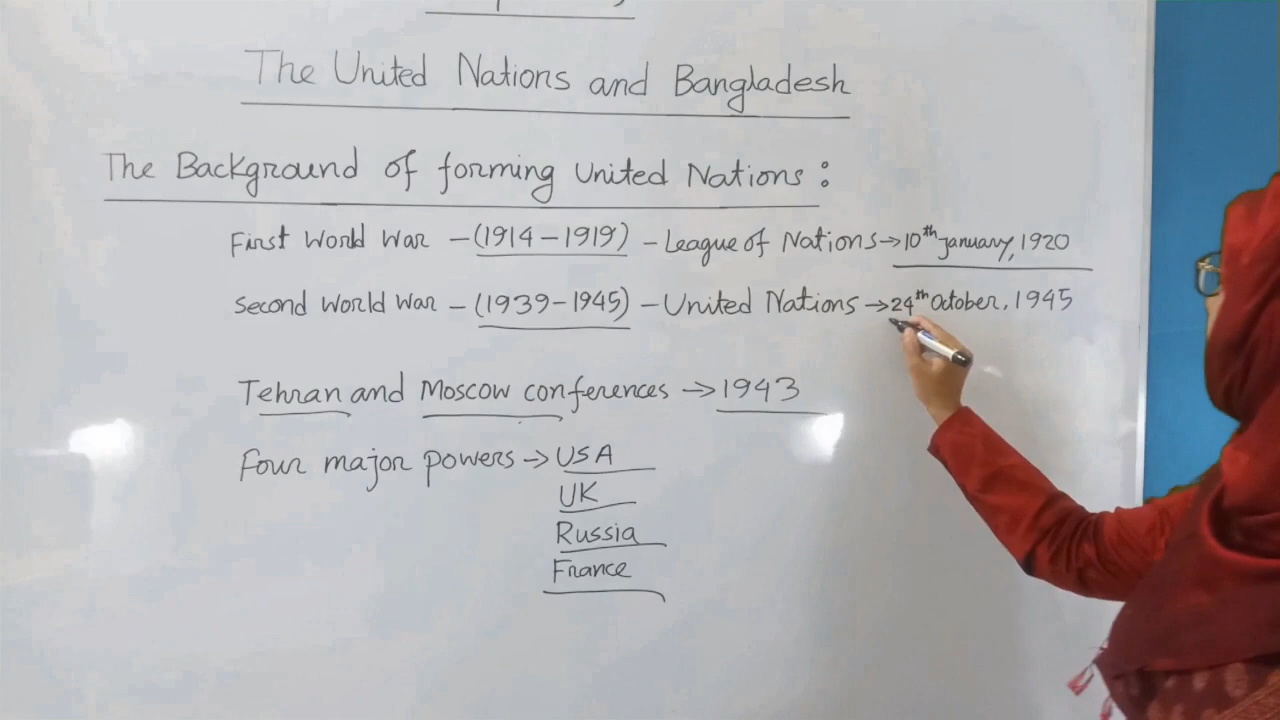 The United Nations and Bangladesh
The Background of forming United Nations:
First World War – (1914 – 1919) – League of Nations → 10th January, 1920
Second World War – (1939 – 1945) – United Nations → 24th October, 1945
Tehran and Moscow conferences → 1943
Four major powers → USA
UK
Russia
France